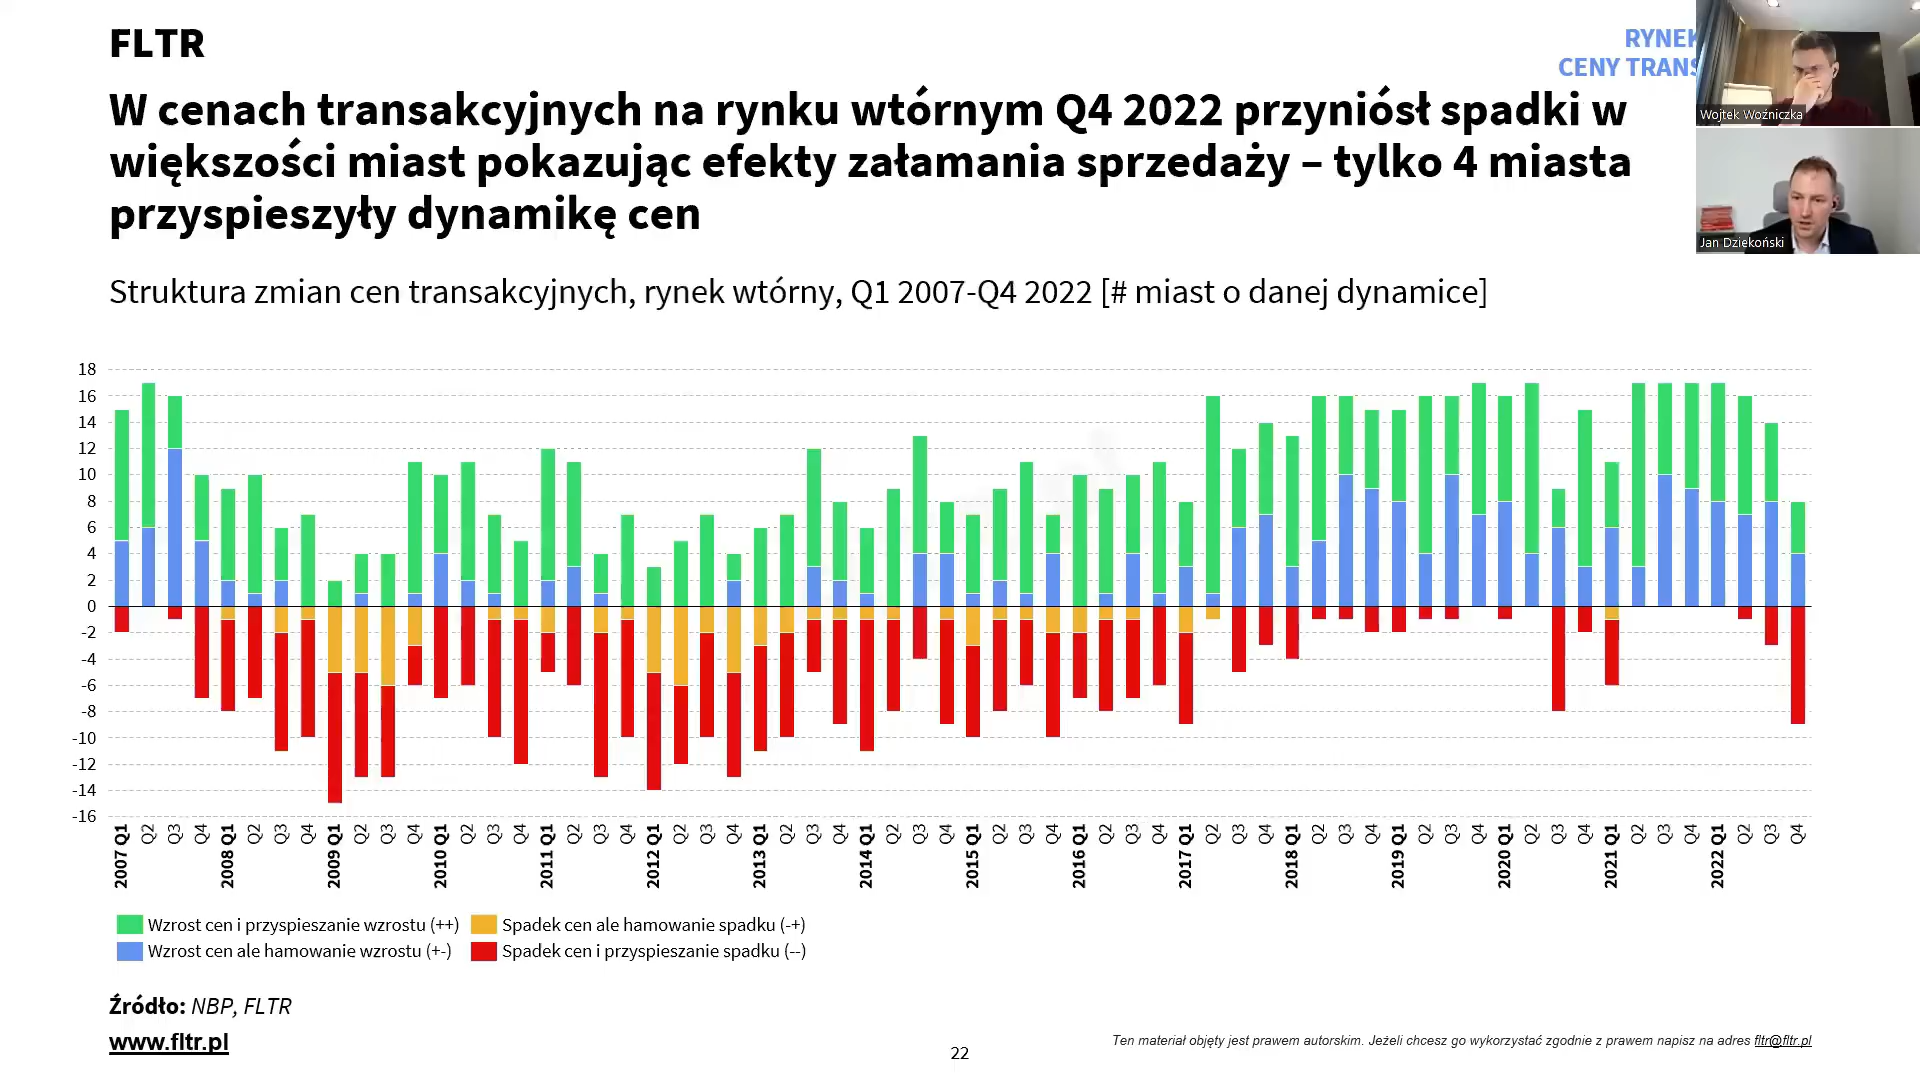 FLTR
RYNEK
CENY TRANS
W cenach transakcyjnych na rynku wtórnym Q4 2022 przyniósł spadki w
większości miast pokazując efekty załamania sprzedaży – tylko 4 miasta
przyspieszyły dynamikę cen
Wojtek Woźniczka
Jan Dziekoński
Struktura zmian cen transakcyjnych, rynek wtórny, Q1 2007-Q4 2022 [# miast o danej dynamice]
18
16
14
12
10
8
6
4
2
0
-2
-4
-6
-8
-10
-12
-14
-16
2007 Q1 Q2 Q3 Q4 2008 Q1 Q2 Q3 Q4 2009 Q1 Q2 Q3 Q4 2010 Q1 Q2 Q3 Q4 2011 Q1 Q2 Q3 Q4 2012 Q1 Q2 Q3 Q4 2013 Q1 Q2 Q3 Q4 2014 Q1 Q2 Q3 Q4 2015 Q1 Q2 Q3 Q4 2016 Q1 Q2 Q3 Q4 2017 Q1 Q2 Q3 Q4 2018 Q1 Q2 Q3 Q4 2019 Q1 Q2 Q3 Q4 2020 Q1 Q2 Q3 Q4 2021 Q1 Q2 Q3 Q4 2022 Q1 Q2 Q3 Q4
Wzrost cen i przyspieszanie wzrostu (++) Spadek cen ale hamowanie spadku (-+)
Wzrost cen ale hamowanie wzrostu (+-) Spadek cen i przyspieszanie spadku (--)
Źródło: NBP, FLTR
www.fltr.pl
22
Ten materiał objęty jest prawem autorskim. Jeżeli chcesz go wykorzystać zgodnie z prawem napisz na adres fltr@fltr.pl